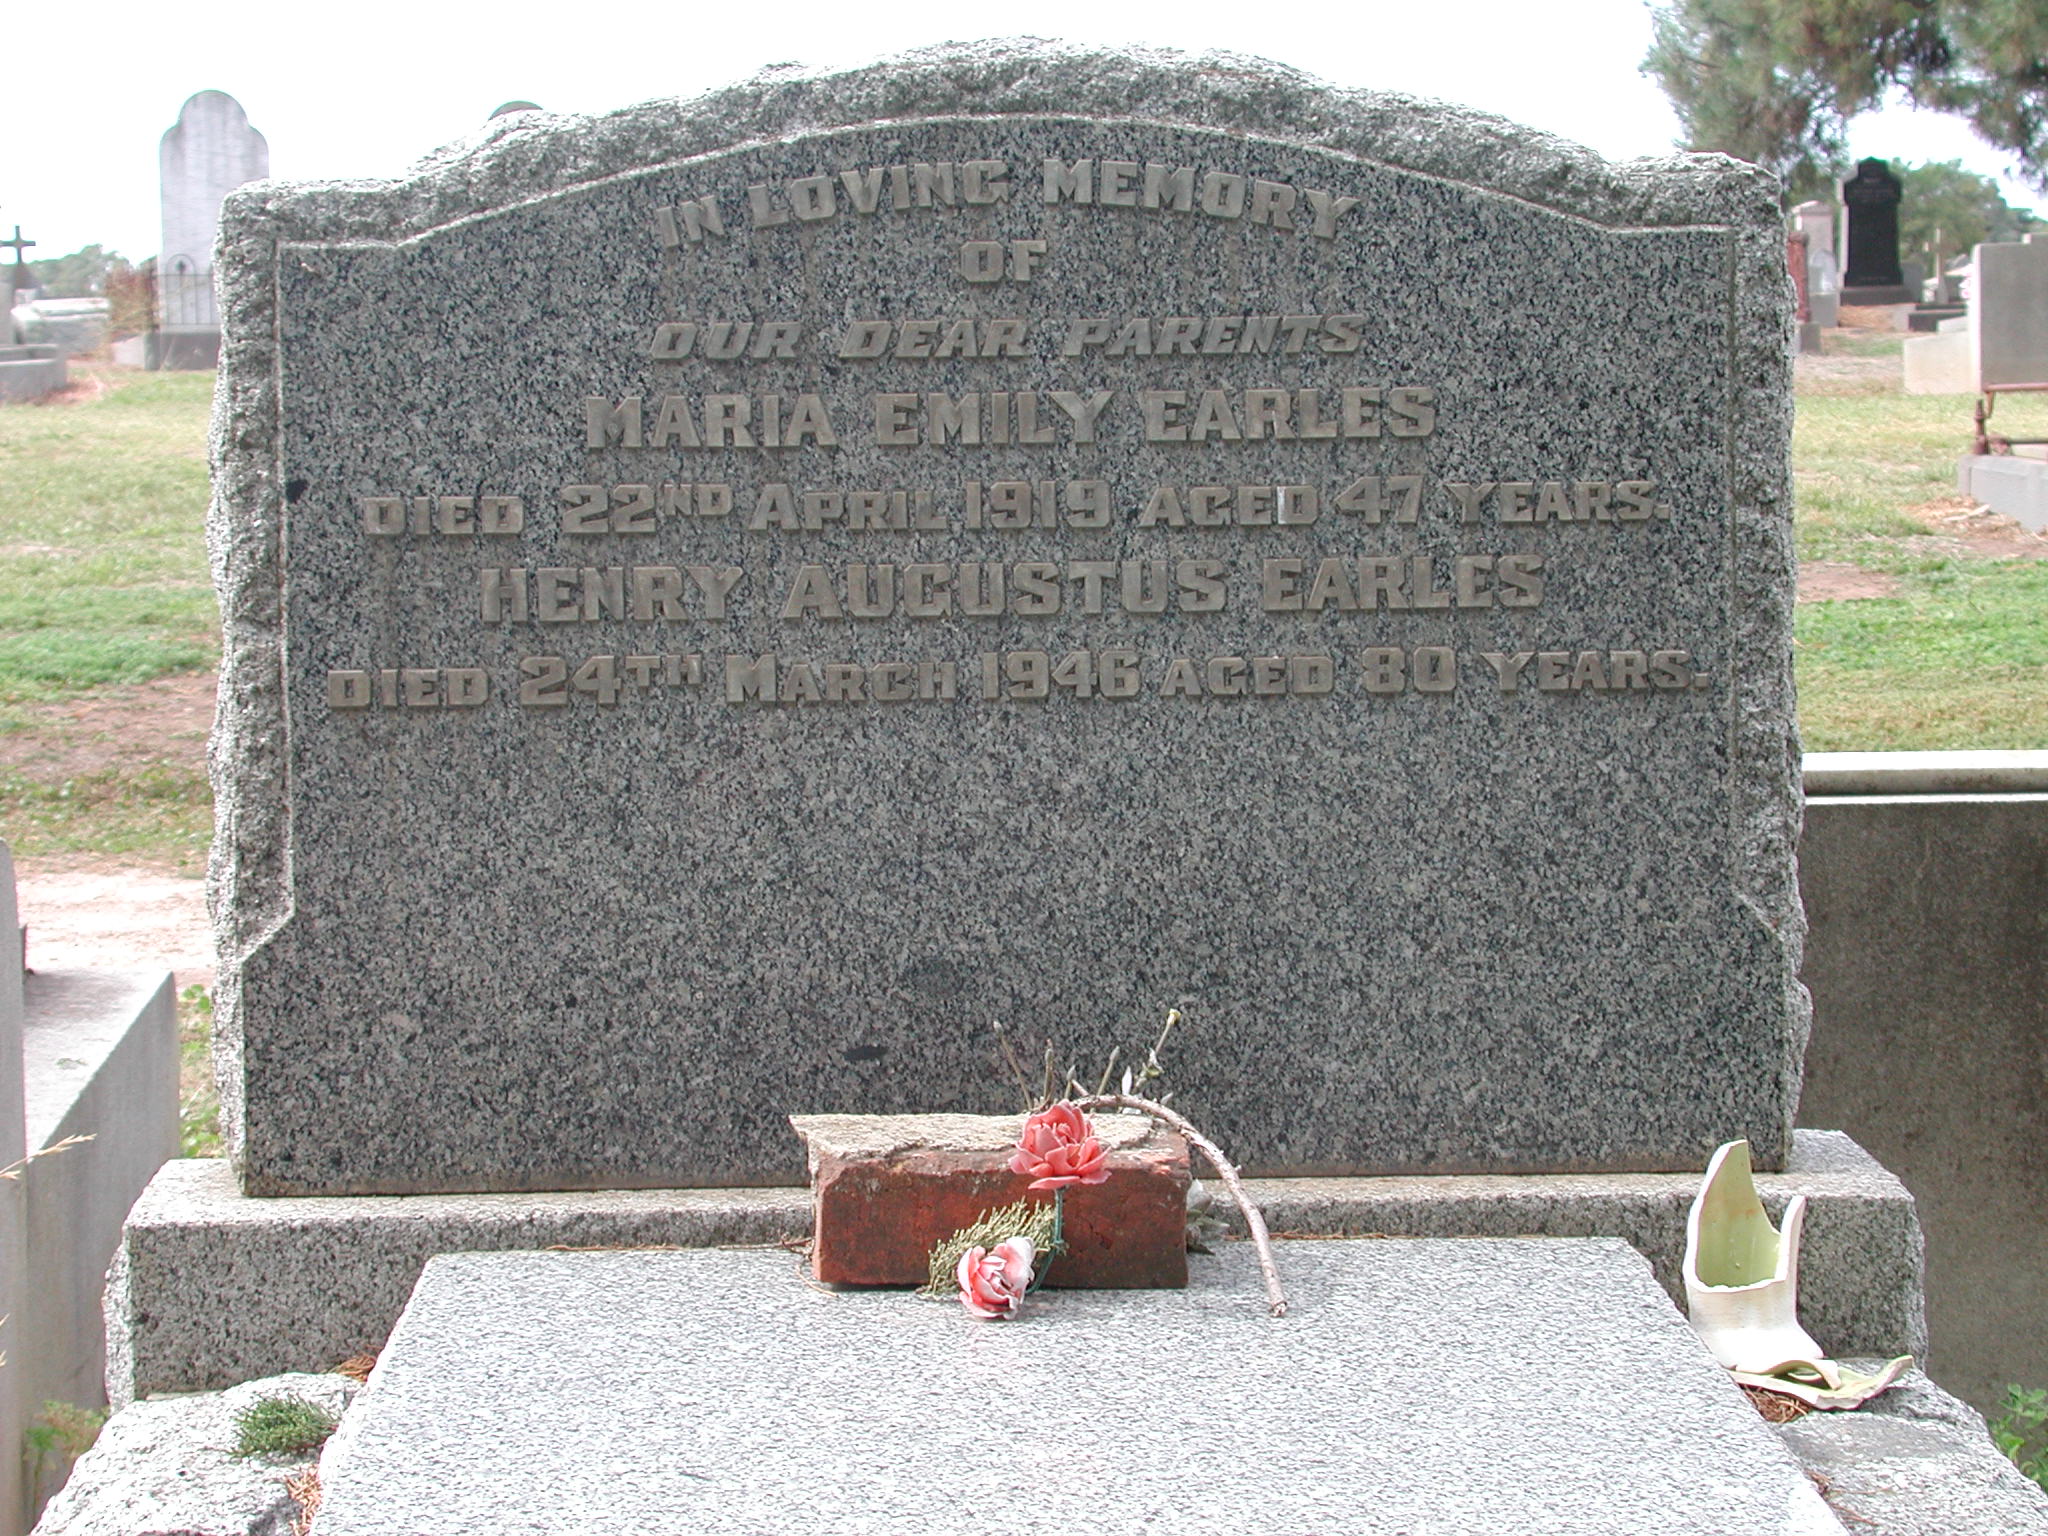 IN LOVING MEMORY
OF
OUR DEAR PARENTS
MARIA EMILY EARLES
DIED 22ND APRIL 1919 AGED 47 YEARS.
HENRY AUGUSTUS EARLES
DIED 24TH MARCH 1946 AGED 80 YEARS.